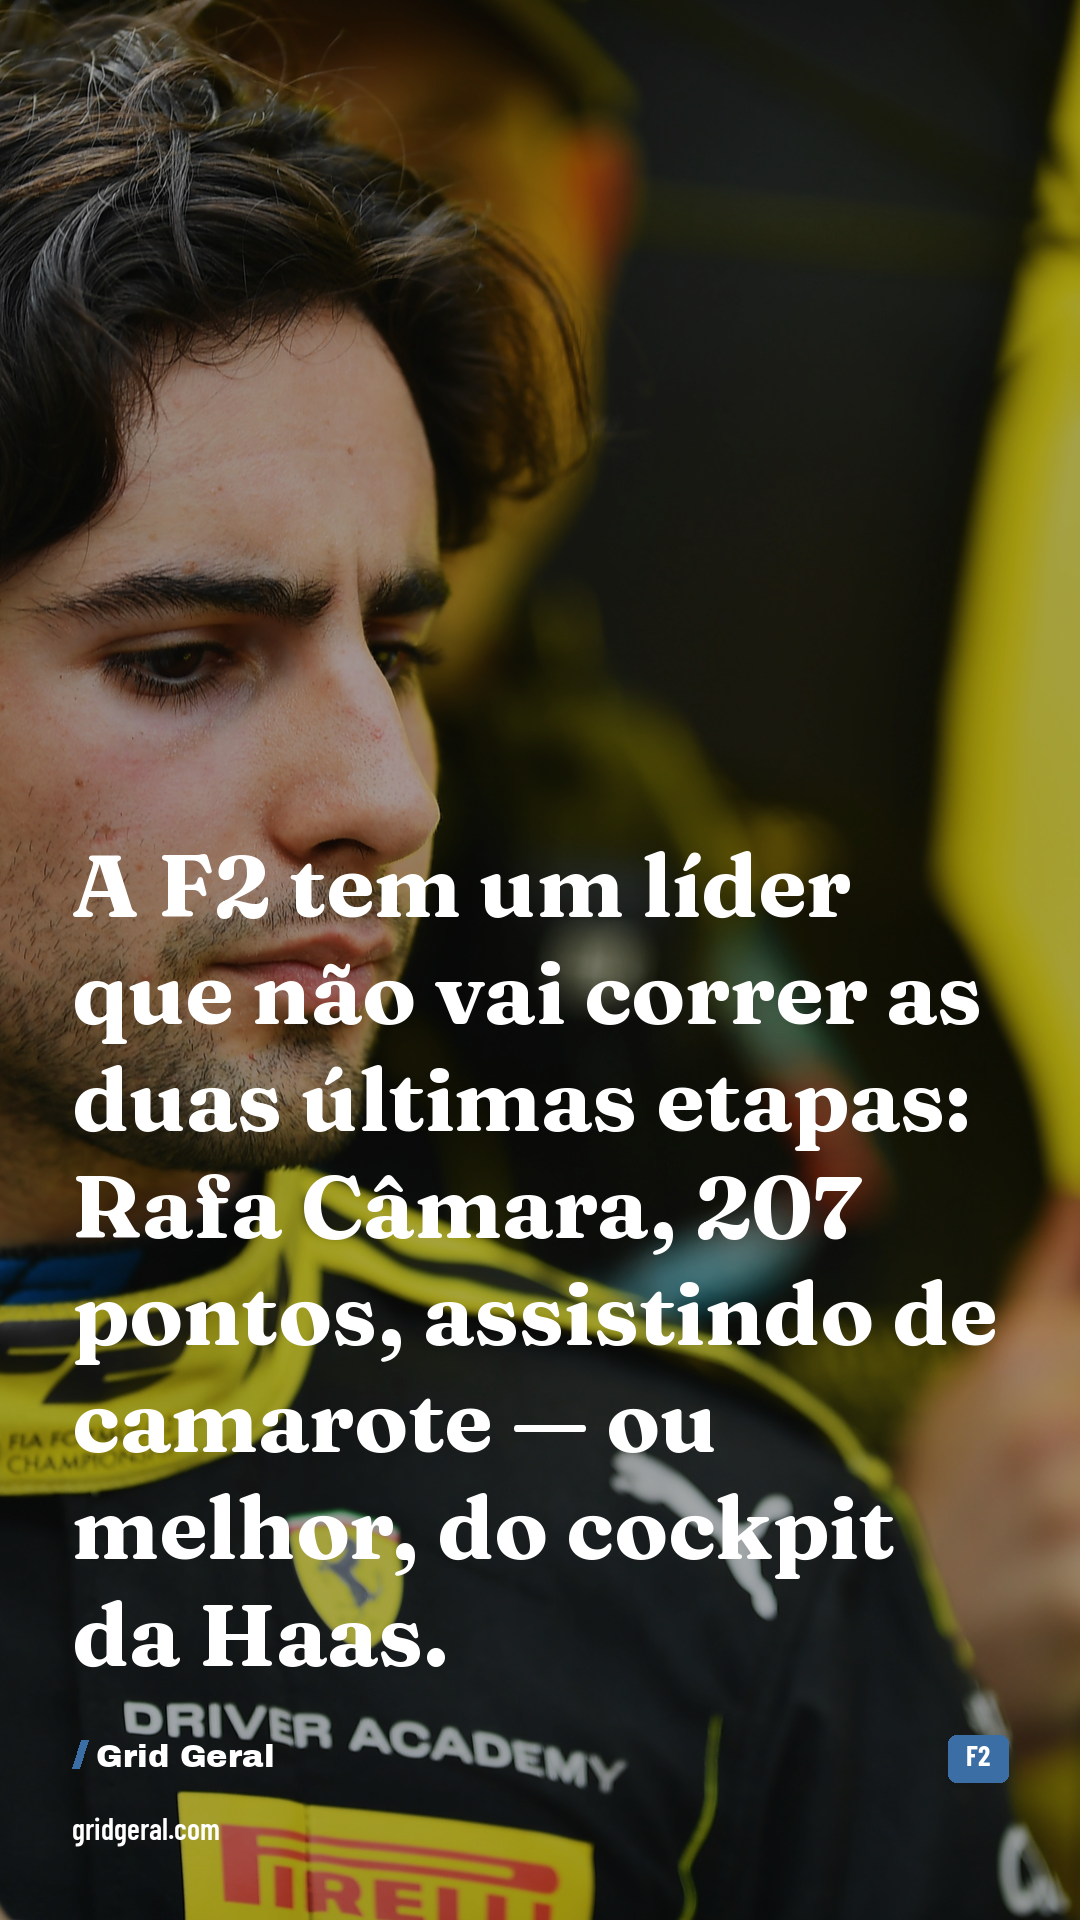 A F2 tem um líder
que não vai correr as
duas últimas etapas:
Rafa Câmara, 207
pontos, assistindo de
camarote — ou
melhor, do cockpit
da Haas.
DRIVER ACADEMY
/ Grid Geral
F2
gridgeral.com
PIRELLI